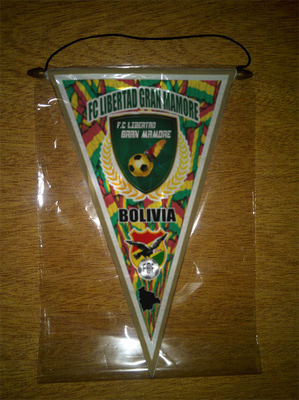 FC LIBERTAD GRAN MAMORE
F.C LIBERTAD
GRAN MAMORE
BOLIVIA